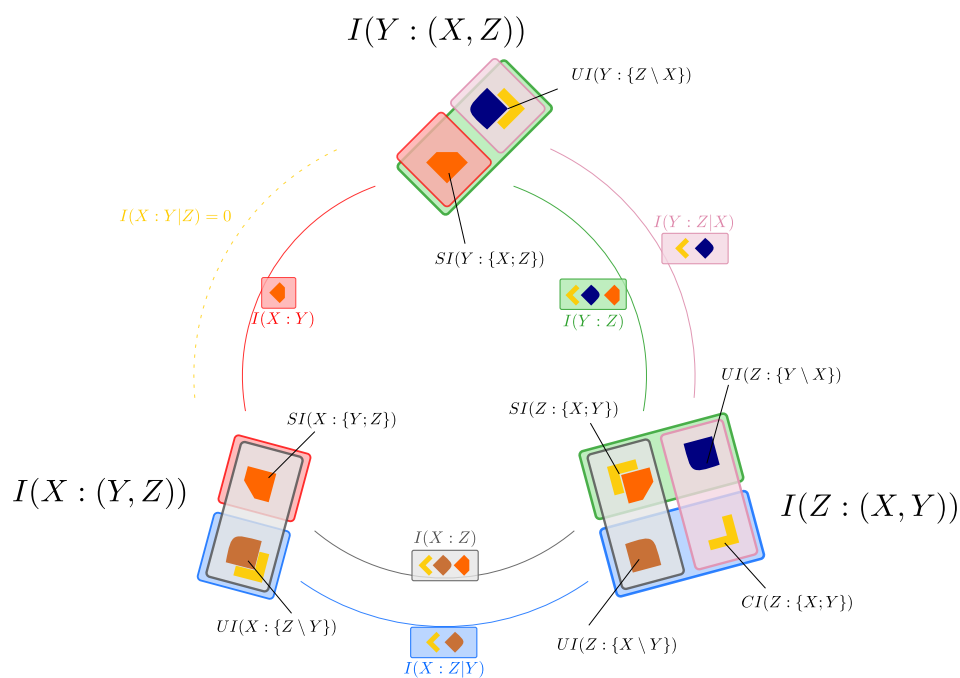 I(Y : (X, Z))
UI(Y : {Z \ X})
I(X : Y|Z) = 0
I(Y : Z|X)
SI(Y : {X; Z})
I(X : Y)
I(Y : Z)
UI(Z : {Y \ X})
SI(Z : {X; Y})
SI(X : {Y; Z})
I(X : (Y, Z))
I(Z : (X, Y))
I(X : Z)
CI(Z : {X; Y})
UI(X : {Z \ Y})
UI(Z : {X \ Y})
I(X : Z|Y)